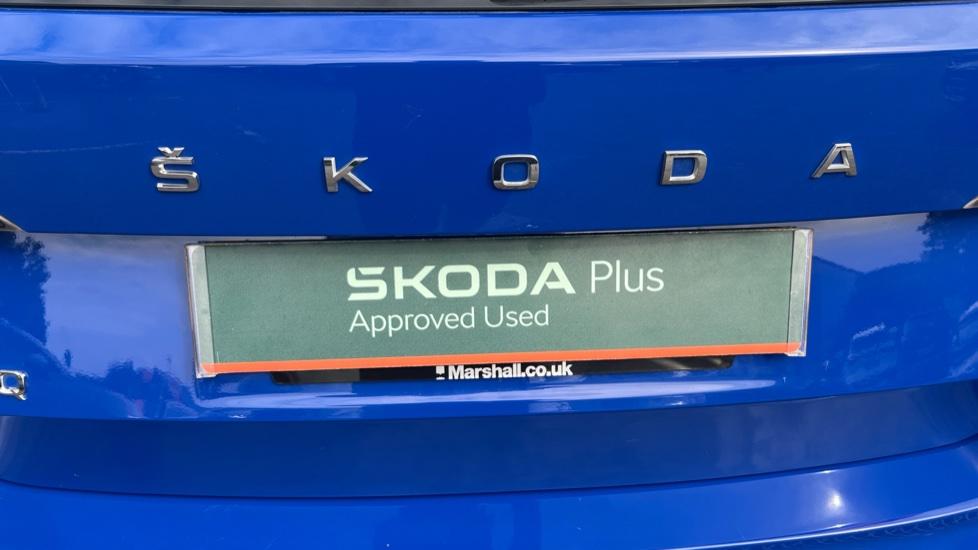 ŠKODA
ŠKODA Plus
Approved Used
Marshall.co.uk